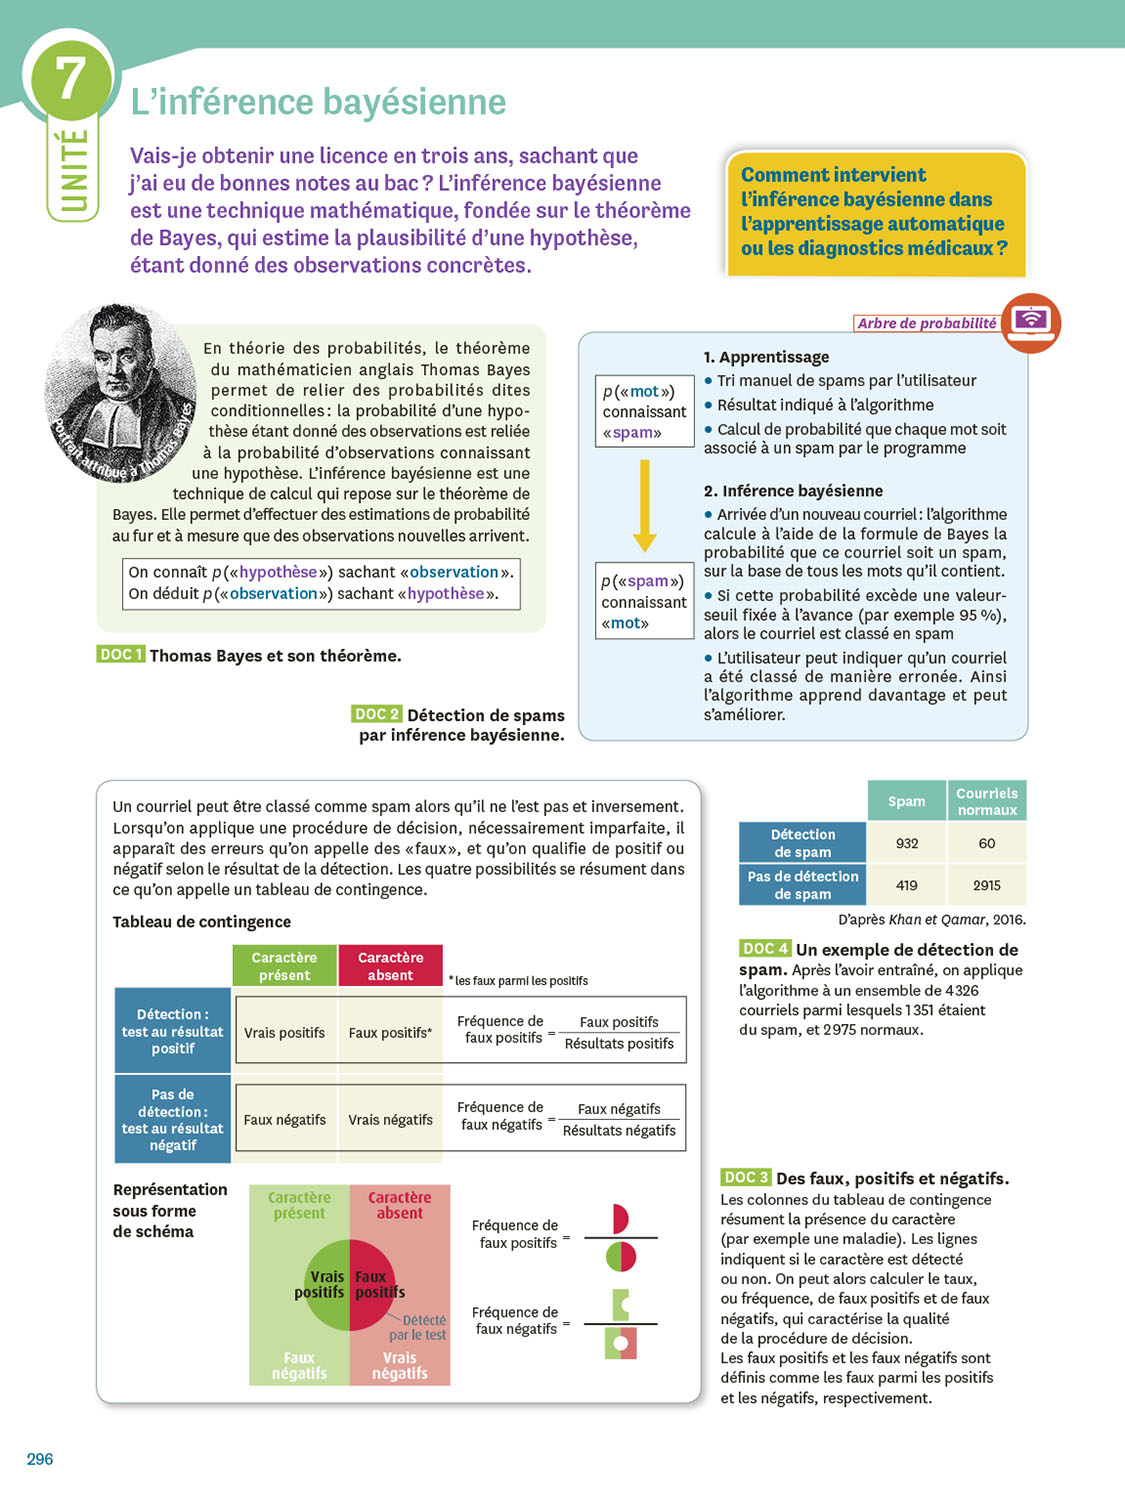 7
UNITÉ
L'inférence bayésienne
Vais-je obtenir une licence en trois ans, sachant que
j'ai eu de bonnes notes au bac ? L'inférence bayésienne
est une technique mathématique, fondée sur le théorème
de Bayes, qui estime la plausibilité d'une hypothèse,
étant donné des observations concrètes.
Comment intervient
l'inférence bayésienne dans
l'apprentissage automatique
ou les diagnostics médicaux ?
Portrait attribué à Thomas Bayes
En théorie des probabilités, le théorème
du mathématicien anglais Thomas Bayes
permet de relier des probabilités dites
conditionnelles : la probabilité d'une hypo-
thèse étant donné des observations est reliée
à la probabilité d'observations connaissant
une hypothèse. L'inférence bayésienne est une
technique de calcul qui repose sur le théorème de
Bayes. Elle permet d'effectuer des estimations de probabilité
au fur et à mesure que des observations nouvelles arrivent.
On connaît p(« hypothèse ») sachant « observation ».
On déduit p(« observation ») sachant « hypothèse ».
DOC 1 Thomas Bayes et son théorème.
Arbre de probabilité
p(« mot »)
connaissant
« spam »
p(« spam »)
connaissant
« mot »
1. Apprentissage
• Tri manuel de spams par l'utilisateur
• Résultat indiqué à l'algorithme
• Calcul de probabilité que chaque mot soit
associé à un spam par le programme
2. Inférence bayésienne
• Arrivée d'un nouveau courriel : l'algorithme
calcule à l'aide de la formule de Bayes la
probabilité que ce courriel soit un spam,
sur la base de tous les mots qu'il contient.
• Si cette probabilité excède une valeur-
seuil fixée à l'avance (par exemple 95 %),
alors le courriel est classé en spam
• L'utilisateur peut indiquer qu'un courriel
a été classé de manière erronée. Ainsi
l'algorithme apprend davantage et peut
s'améliorer.
DOC 2 Détection de spams
par inférence bayésienne.
Un courriel peut être classé comme spam alors qu'il ne l'est pas et inversement.
Lorsqu'on applique une procédure de décision, nécessairement imparfaite, il
apparaît des erreurs qu'on appelle des « faux », et qu'on qualifie de positif ou
négatif selon le résultat de la détection. Les quatre possibilités se résument dans
ce qu'on appelle un tableau de contingence.
Tableau de contingence
Caractère présent
Caractère absent
* les faux parmi les positifs
Détection :
test au résultat
positif
Vrais positifs
Faux positifs*
Fréquence de
faux positifs = Faux positifs
Résultats positifs
Pas de
détection :
test au résultat
négatif
Faux négatifs
Vrais négatifs
Fréquence de
faux négatifs = Faux négatifs
Résultats négatifs
Représentation
sous forme
de schéma
Caractère présent
Caractère absent
Vrais positifs
Faux positifs
Détécté
par le test
Faux négatifs
Vrais négatifs
Fréquence de
faux positifs =
Fréquence de
faux négatifs =
Spam
Courriels normaux
Détection de spam
932
60
Pas de détection de spam
419
2915
D'après Khan et Qamar, 2016.
DOC 4 Un exemple de détection de
spam. Après l'avoir entraîné, on applique
l'algorithme à un ensemble de 4 326
courriels parmi lesquels 1 351 étaient
du spam, et 2 975 normaux.
DOC 3 Des faux, positifs et négatifs.
Les colonnes du tableau de contingence
résument la présence du caractère
(par exemple une maladie). Les lignes
indiquent si le caractère est détecté
ou non. On peut alors calculer le taux,
ou fréquence, de faux positifs et de faux
négatifs, qui caractérise la qualité
de la procédure de décision.
Les faux positifs et les faux négatifs sont
définis comme les faux parmi les positifs
et les négatifs, respectivement.
296